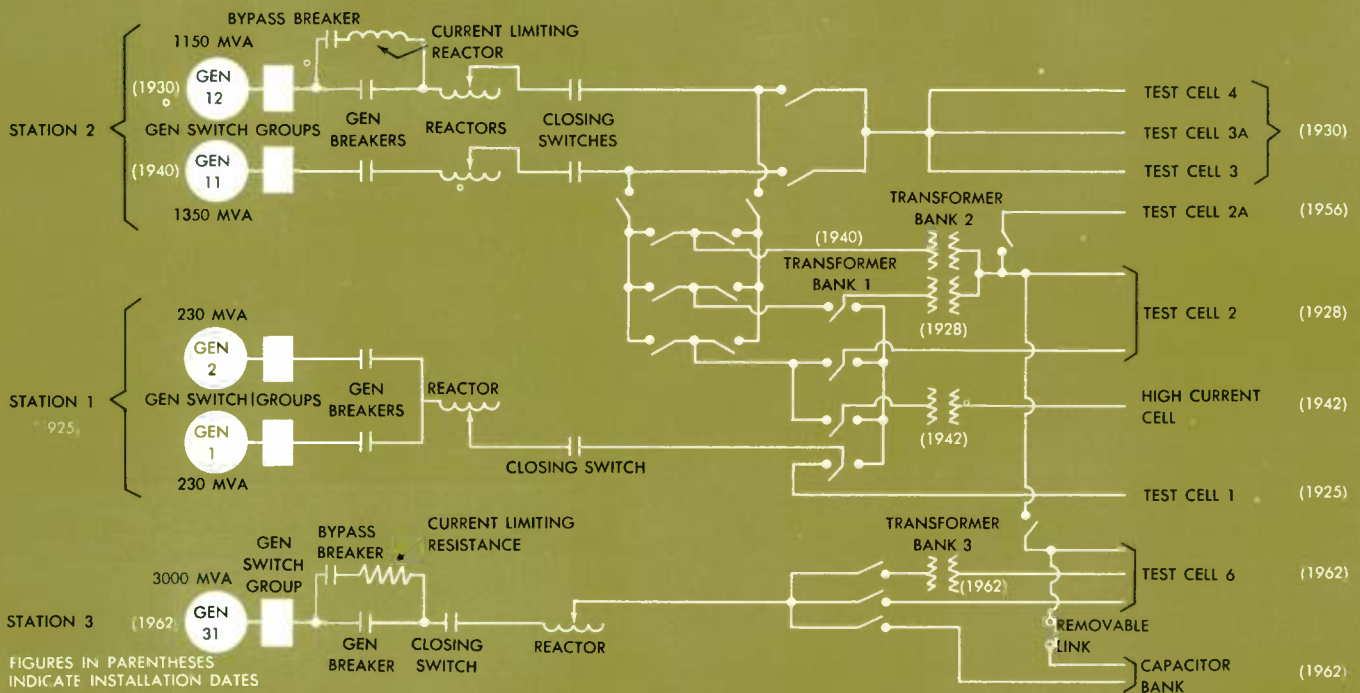 BYPASS BREAKER
1150 MVA
CURRENT LIMITING
REACTOR
(1930)
GEN
12
STATION 2
GEN SWITCH GROUPS
GEN
BREAKERS
REACTORS
CLOSING
SWITCHES
(1940)
GEN
11
1350 MVA
TEST CELL 4
TEST CELL 3A
(1930)
TEST CELL 3
TRANSFORMER
BANK 2
TEST CELL 2A
(1956)
(1940)
TRANSFORMER
BANK 1
(1928)
TEST CELL 2
(1928)
230 MVA
GEN
2
STATION 1
(1925)
GEN SWITCH GROUPS
GEN
BREAKERS
REACTOR
GEN
1
230 MVA
CLOSING SWITCH
(1942)
HIGH CURRENT
CELL
(1942)
TEST CELL 1
(1925)
GEN
SWITCH
GROUP
BYPASS
BREAKER
CURRENT LIMITING
RESISTANCE
3000 MVA
STATION 3
(1962)
GEN
31
GEN
BREAKER
CLOSING
SWITCH
REACTOR
TRANSFORMER
BANK 3
(1962)
TEST CELL 6
(1962)
REMOVABLE
LINK
CAPACITOR
BANK
(1962)
FIGURES IN PARENTHESES
INDICATE INSTALLATION DATES